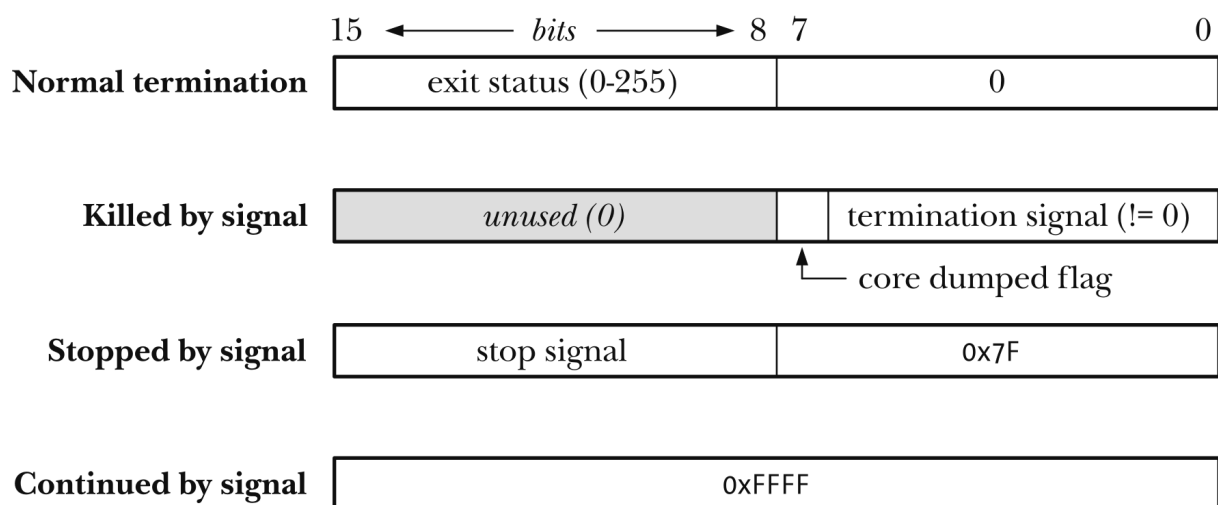 15 bits 8 7 0
Normal termination exit status (0-255) 0
Killed by signal unused (0) termination signal (!= 0)
core dumped flag
Stopped by signal stop signal 0x7F
Continued by signal 0xFFFF